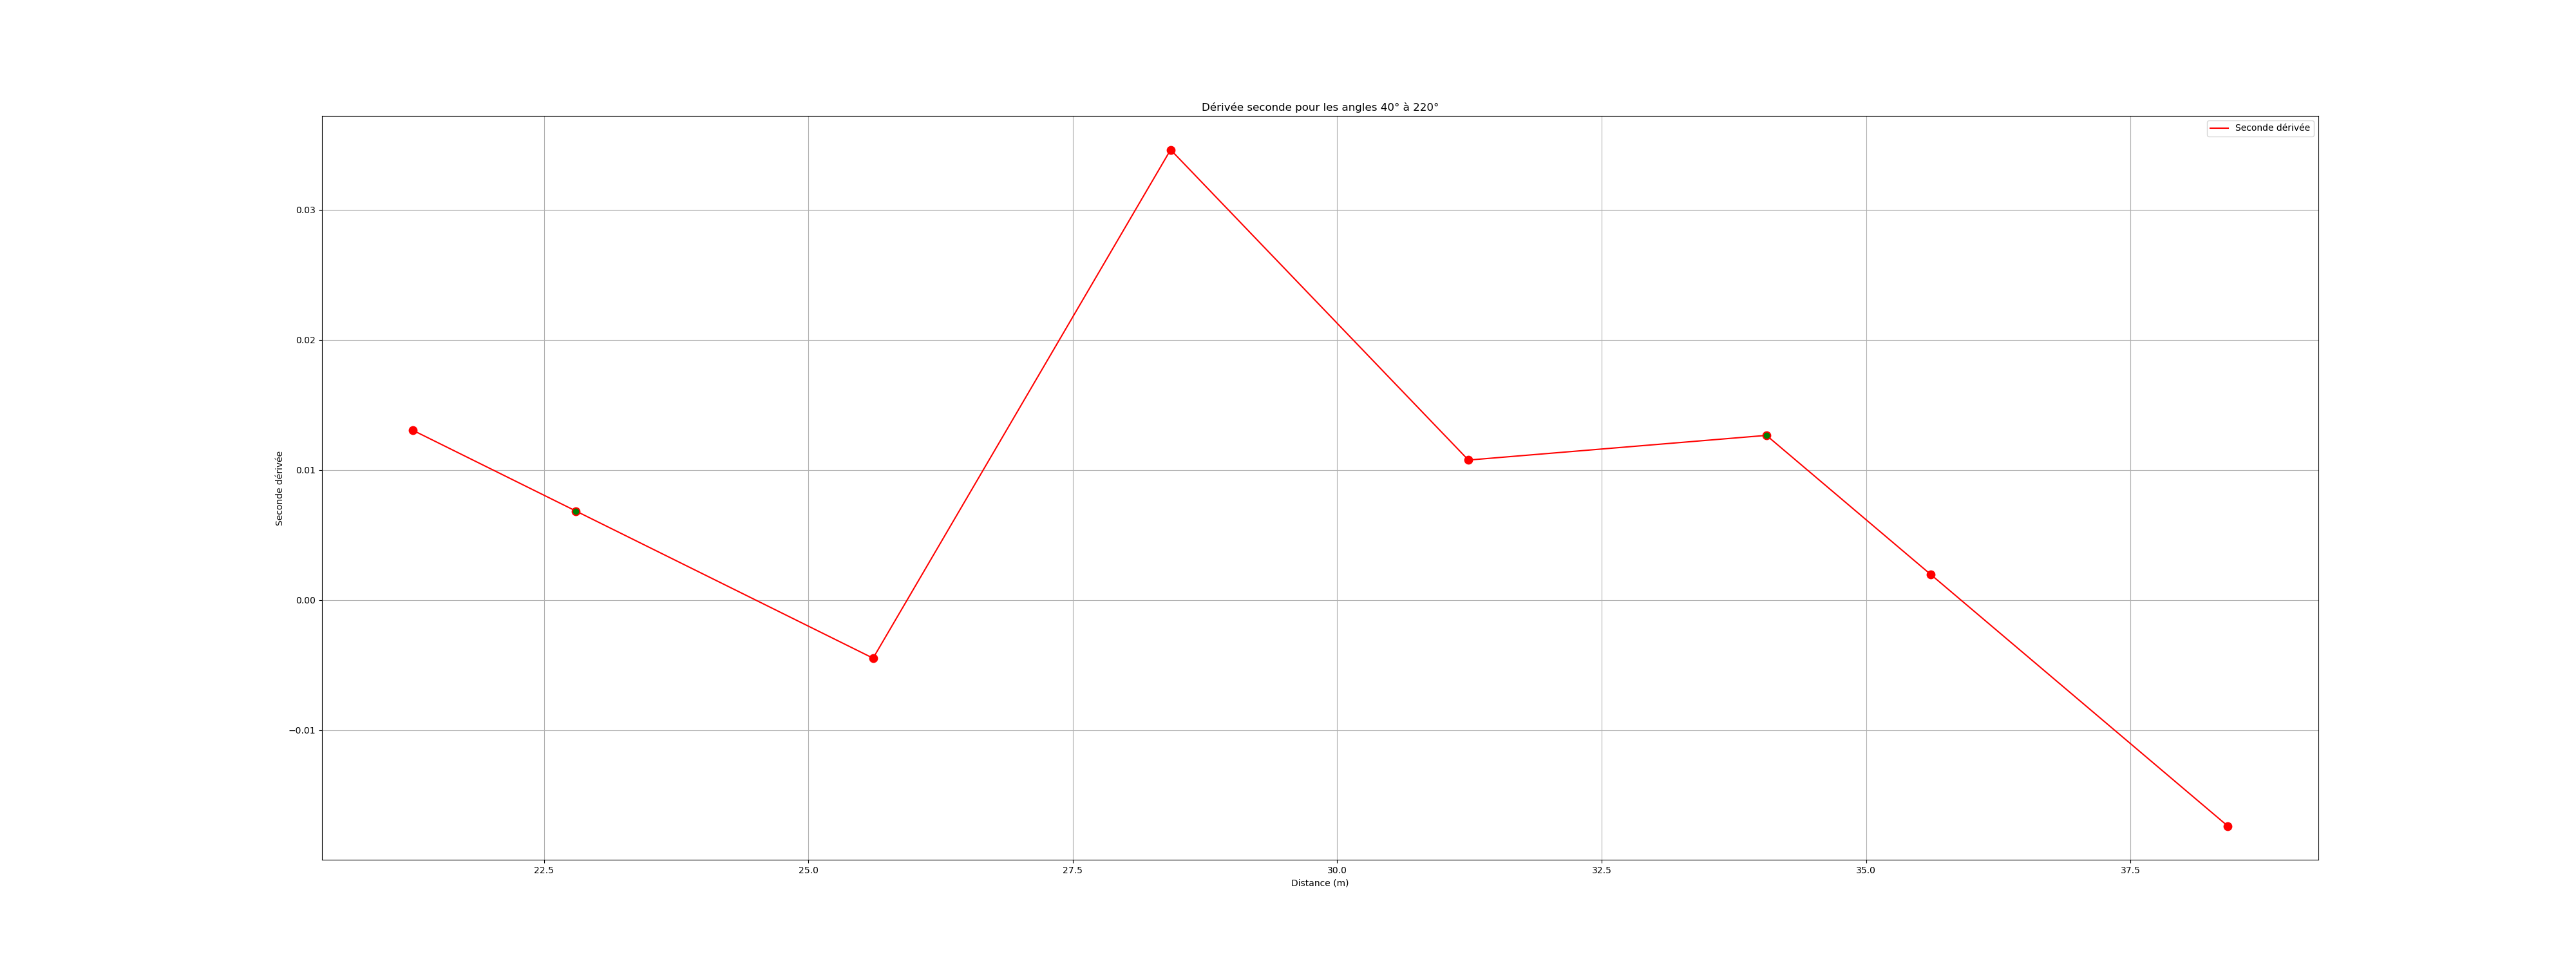 Dérivée seconde pour les angles 40° à 220°
Seconde dérivée
0.03
0.02
0.01
0.00
−0.01
Seconde dérivée
22.5 25.0 27.5 30.0 32.5 35.0 37.5
Distance (m)